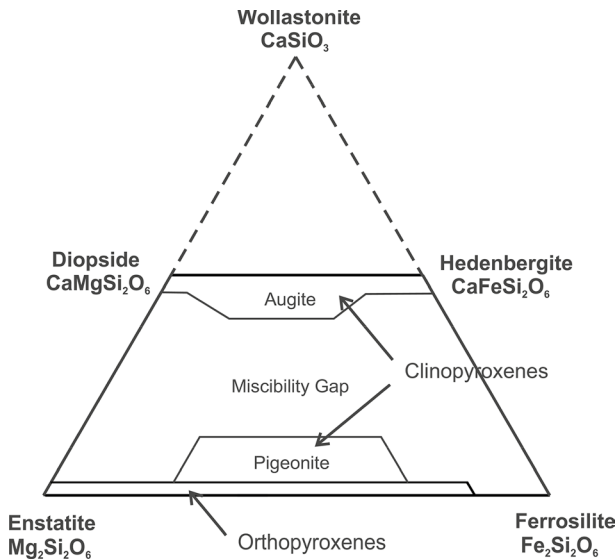 Wollastonite
CaSiO₃
Diopside
CaMgSi₂O₆
Hedenbergite
CaFeSi₂O₆
Augite
Clinopyroxenes
Miscibility Gap
Pigeonite
Enstatite
Mg₂Si₂O₆
Ferrosilite
Fe₂Si₂O₆
Orthopyroxenes